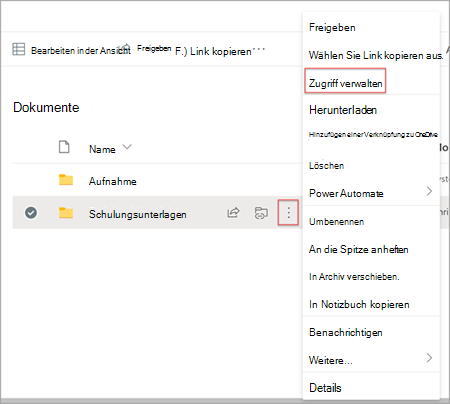 Bearbeiten in der Ansicht Freigeben F.) Link kopieren ···
Dokumente
Name
Aufnahme
Schulungsunterlagen
Freigeben
Wählen Sie Link kopieren aus.
Zugriff verwalten
Herunterladen
Hinzufügen einer Verknüpfung zu OneDrive
Löschen
Power Automate
Umbenennen
An die Spitze anheften
In Archiv verschieben.
In Notizbuch kopieren
Benachrichtigen
Weitere...
Details